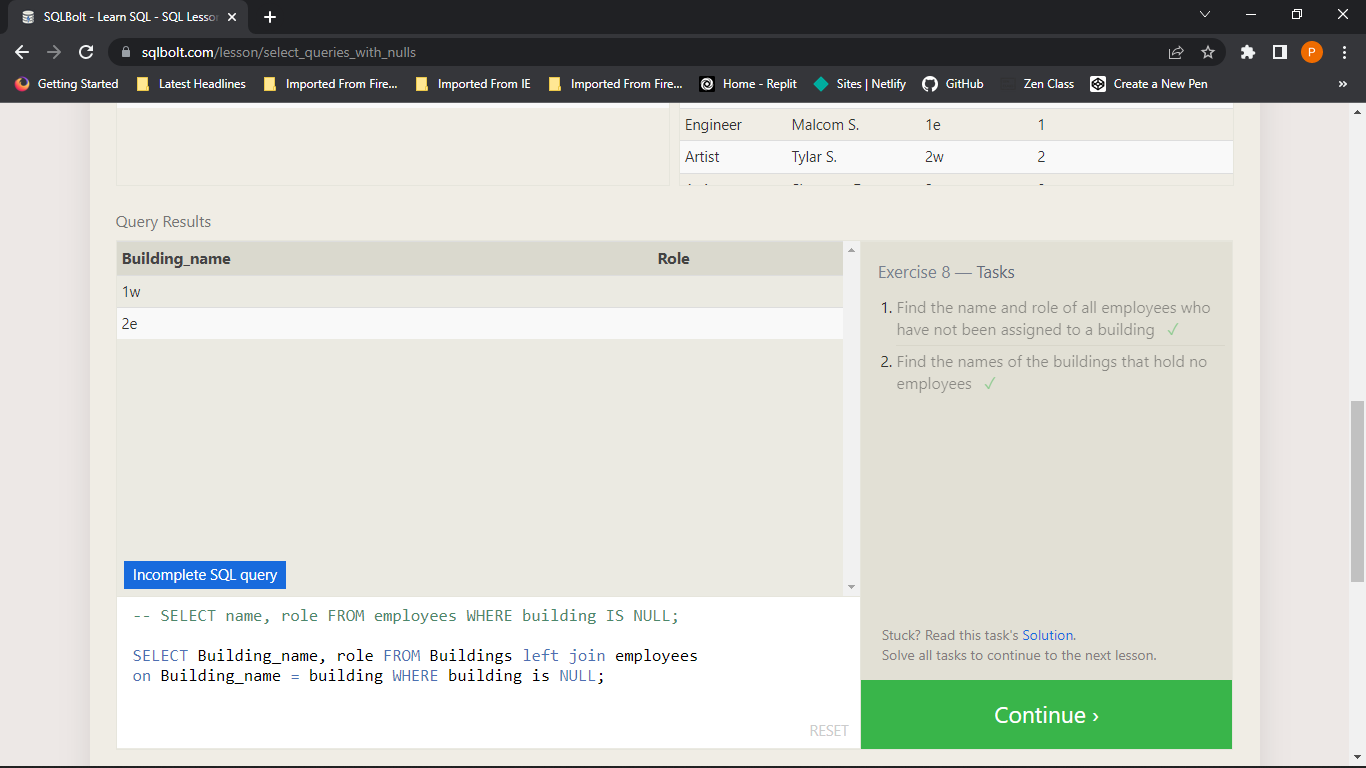 SQLBolt - Learn SQL - SQL Lesson
sqlbolt.com/lesson/select_queries_with_nulls
P
Getting Started
Latest Headlines
Imported From Fire...
Imported From IE
Imported From Fire...
Home - Replit
Sites | Netlify
GitHub
Zen Class
Create a New Pen
»
Engineer Malcom S. 1e 1
Artist Tylar S. 2w 2
Query Results
Building_name Role
1w
2e
Exercise 8 — Tasks
1. Find the name and role of all employees who
have not been assigned to a building ✓
2. Find the names of the buildings that hold no
employees ✓
Incomplete SQL query
-- SELECT name, role FROM employees WHERE building IS NULL;
SELECT Building_name, role FROM Buildings left join employees
on Building_name = building WHERE building is NULL;
RESET
Stuck? Read this task's Solution.
Solve all tasks to continue to the next lesson.
Continue ›